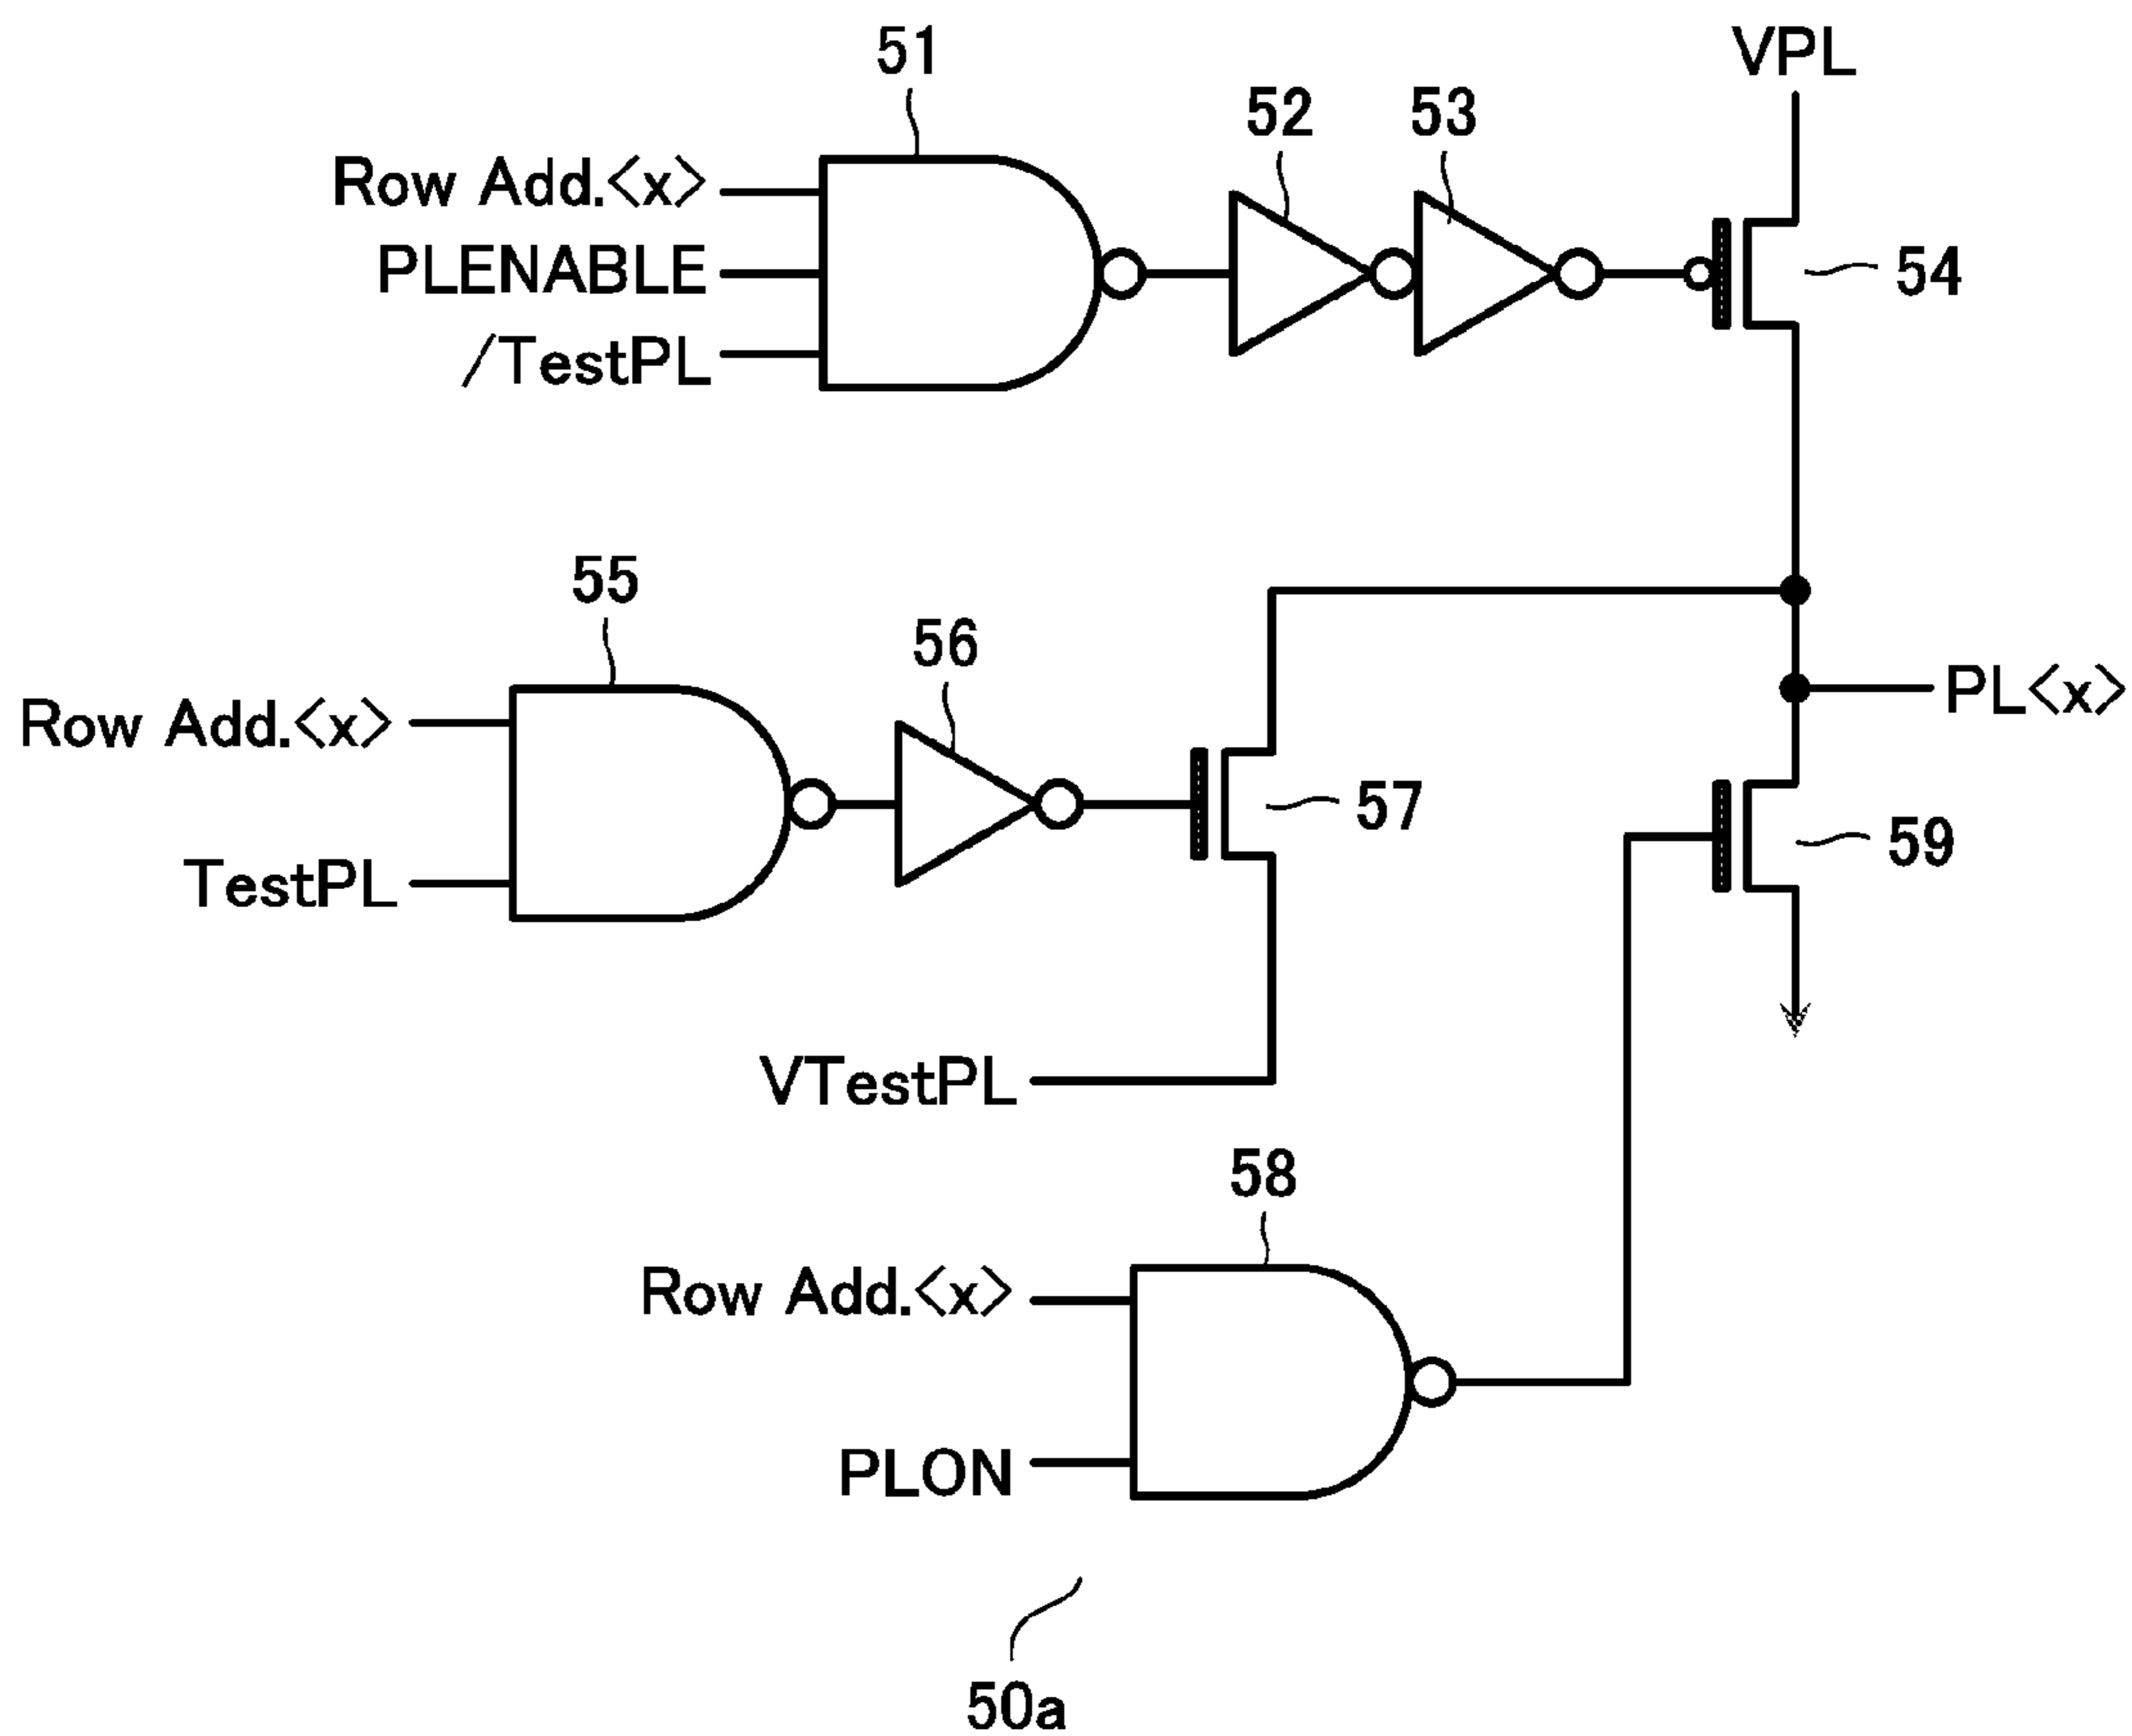 51
VPL
52
53
Row Add.<x>
PLENABLE
/TestPL
54
55
56
PL<x>
Row Add.<x>
TestPL
57
59
VTestPL
58
Row Add.<x>
PLON
50a